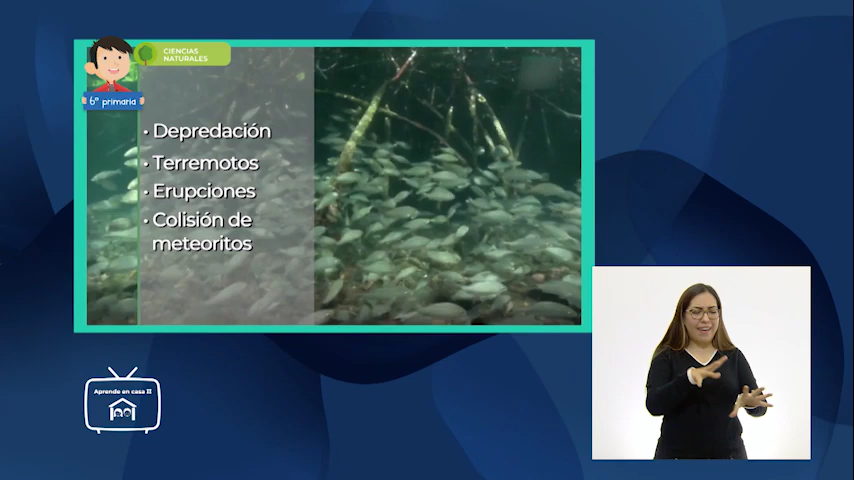 CIENCIAS
NATURALES
6° primaria
• Depredación
• Terremotos
• Erupciones
• Colisión de
meteoritos
Aprende en casa II